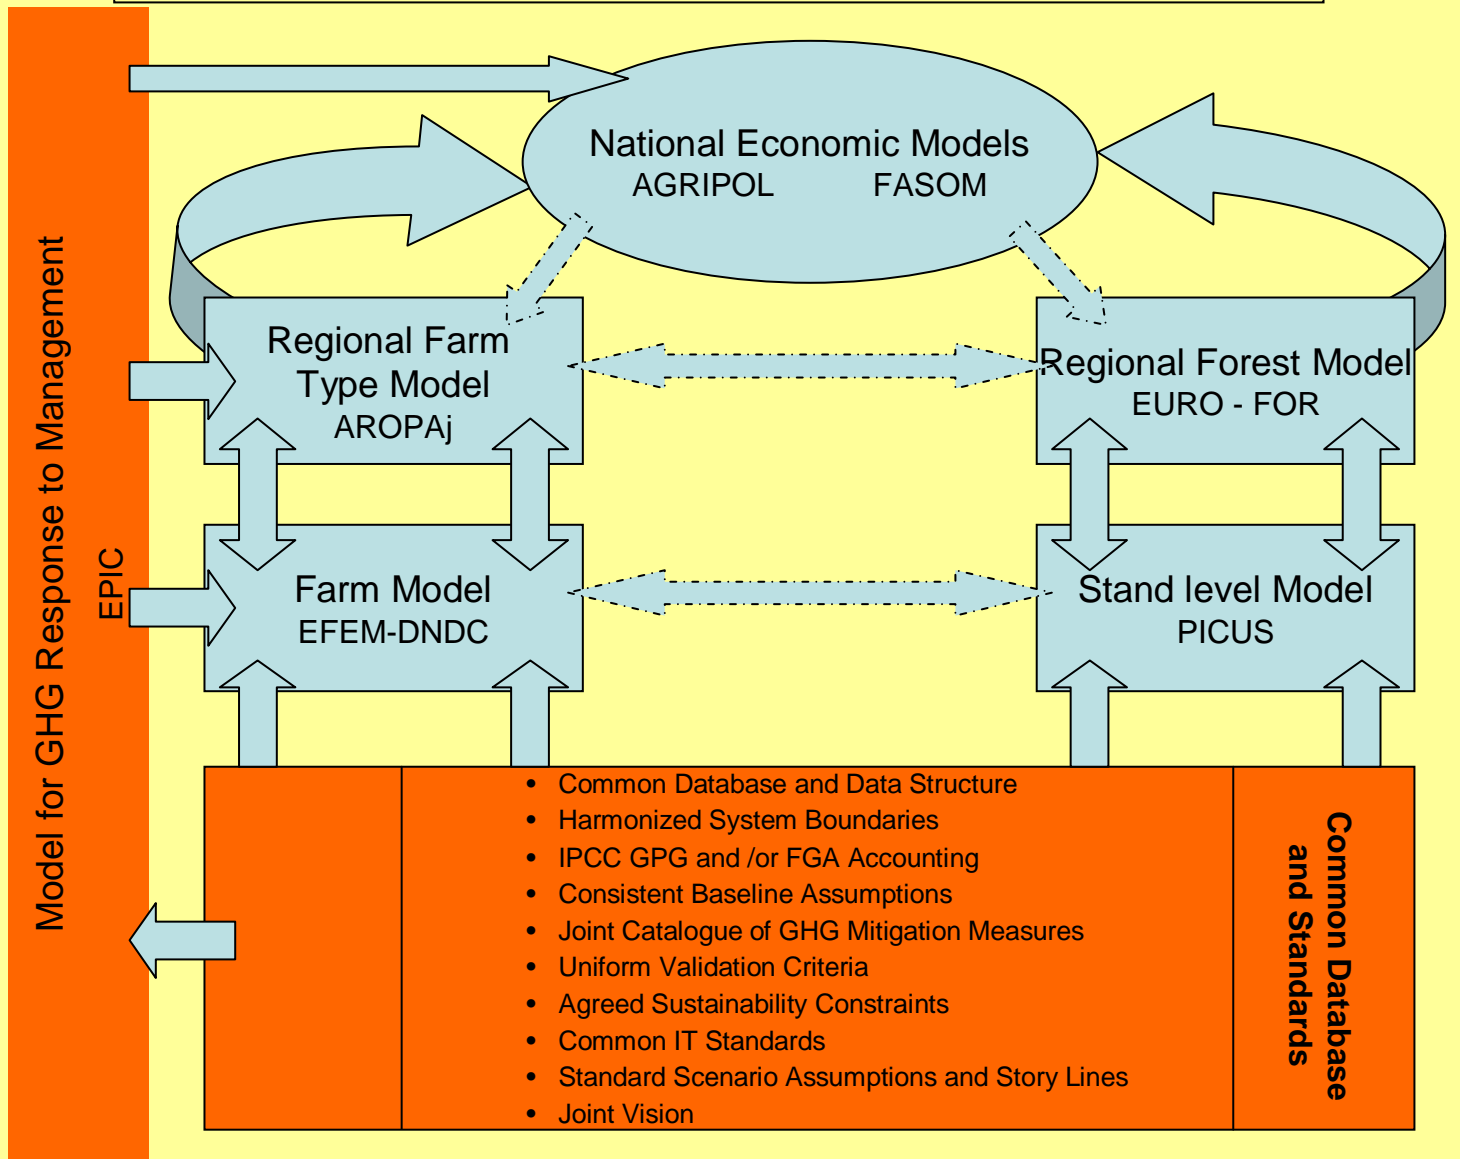 National Economic Models
AGRIPOL FASOM
Model for GHG Response to Management
EPIC
Regional Farm
Type Model
AROPAj
Regional Forest Model
EURO - FOR
Farm Model
EFEM-DNDC
Stand level Model
PICUS
• Common Database and Data Structure
• Harmonized System Boundaries
• IPCC GPG and /or FGA Accounting
• Consistent Baseline Assumptions
• Joint Catalogue of GHG Mitigation Measures
• Uniform Validation Criteria
• Agreed Sustainability Constraints
• Common IT Standards
• Standard Scenario Assumptions and Story Lines
• Joint Vision
Common Database
and Standards